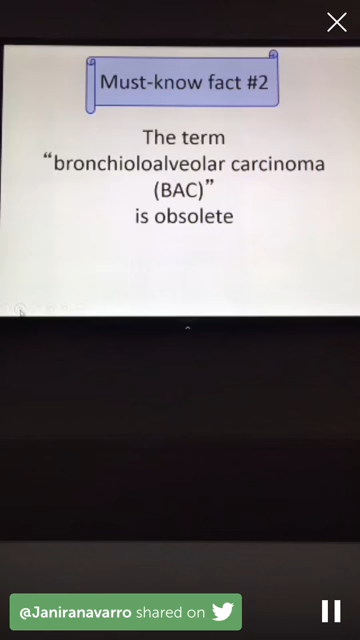 Must-know fact #2
The term
“bronchioloalveolar carcinoma
(BAC)”
is obsolete
@Janiranavarro shared on